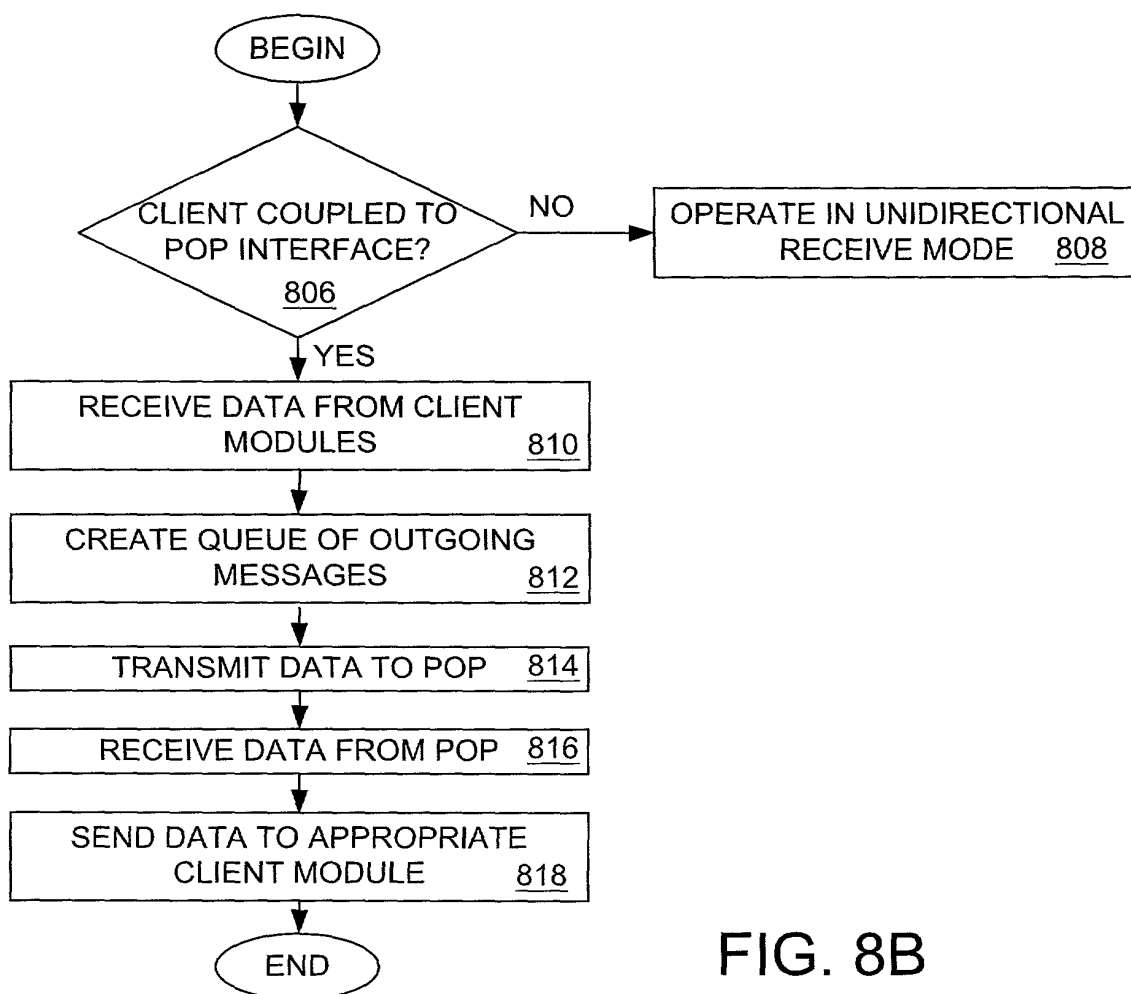 BEGIN
CLIENT COUPLED TO
POP INTERFACE?
806
NO
OPERATE IN UNIDIRECTIONAL
RECEIVE MODE 808
YES
RECEIVE DATA FROM CLIENT
MODULES 810
CREATE QUEUE OF OUTGOING
MESSAGES 812
TRANSMIT DATA TO POP 814
RECEIVE DATA FROM POP 816
SEND DATA TO APPROPRIATE
CLIENT MODULE 818
END
FIG. 8B